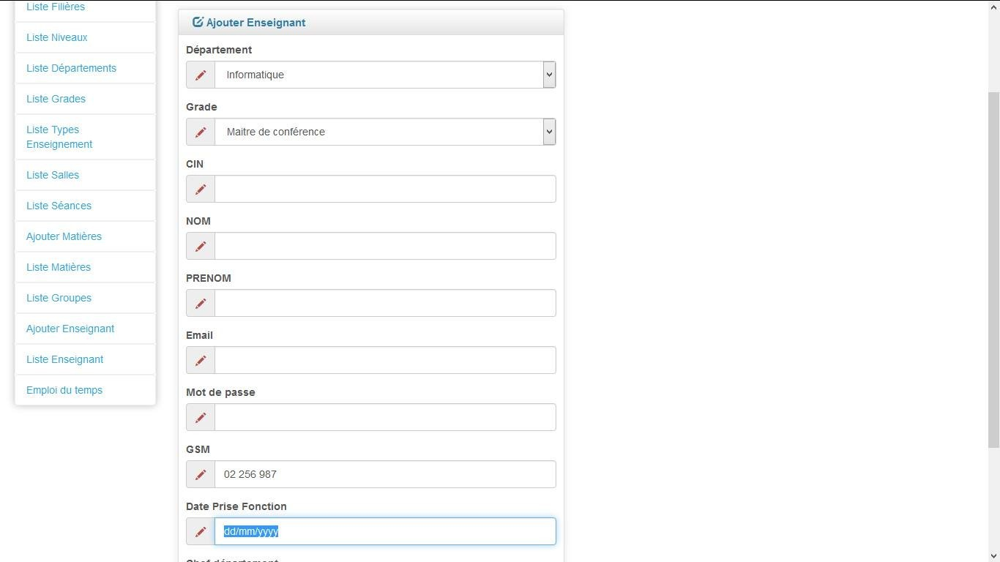 Liste Filières
Liste Niveaux
Liste Départements
Liste Grades
Liste Types
Enseignement
Liste Salles
Liste Séances
Ajouter Matières
Liste Matières
Liste Groupes
Ajouter Enseignant
Liste Enseignant
Emploi du temps
Ajouter Enseignant
Département
Informatique
Grade
Maitre de conférence
CIN
NOM
PRENOM
Email
Mot de passe
GSM
02 256 987
Date Prise Fonction
dd/mm/yyyy
Chef département